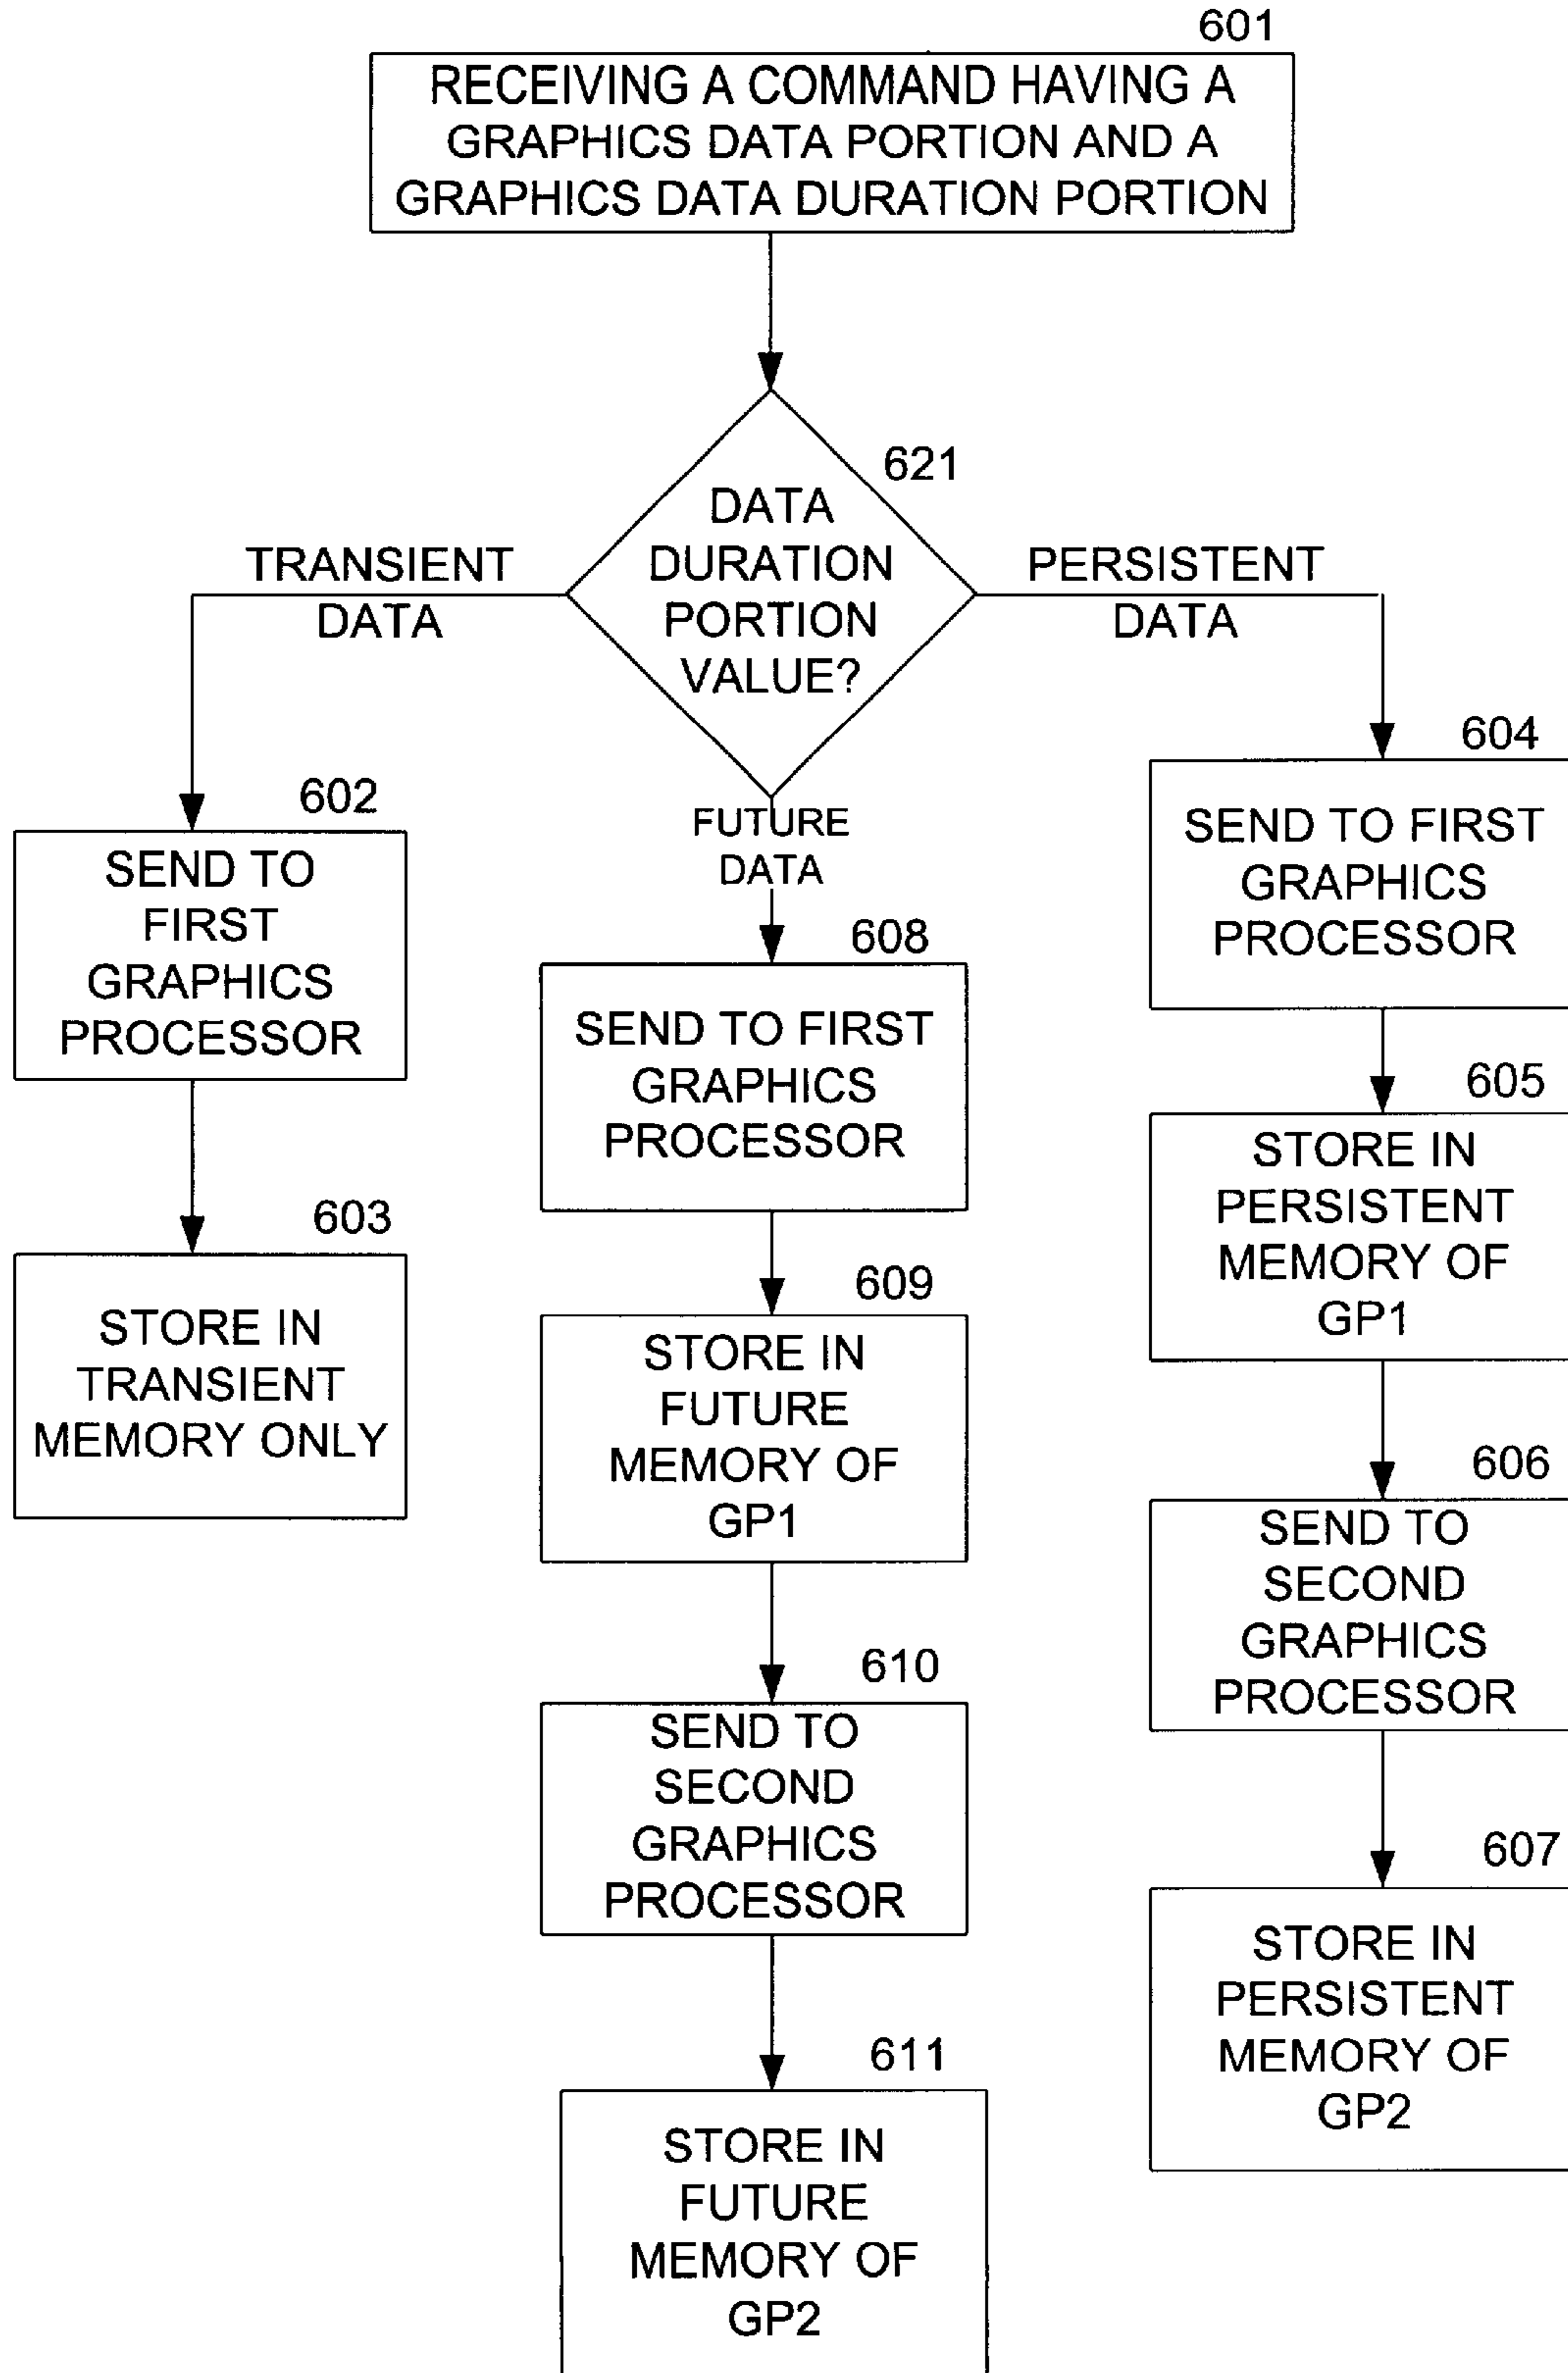 601
RECEIVING A COMMAND HAVING A
GRAPHICS DATA PORTION AND A
GRAPHICS DATA DURATION PORTION
621
DATA
DURATION
PORTION
VALUE?
TRANSIENT
DATA
PERSISTENT
DATA
FUTURE
DATA
602
SEND TO
FIRST
GRAPHICS
PROCESSOR
603
STORE IN
TRANSIENT
MEMORY ONLY
608
SEND TO FIRST
GRAPHICS
PROCESSOR
609
STORE IN
FUTURE
MEMORY OF
GP1
610
SEND TO
SECOND
GRAPHICS
PROCESSOR
611
STORE IN
FUTURE
MEMORY OF
GP2
604
SEND TO FIRST
GRAPHICS
PROCESSOR
605
STORE IN
PERSISTENT
MEMORY OF
GP1
606
SEND TO
SECOND
GRAPHICS
PROCESSOR
607
STORE IN
PERSISTENT
MEMORY OF
GP2